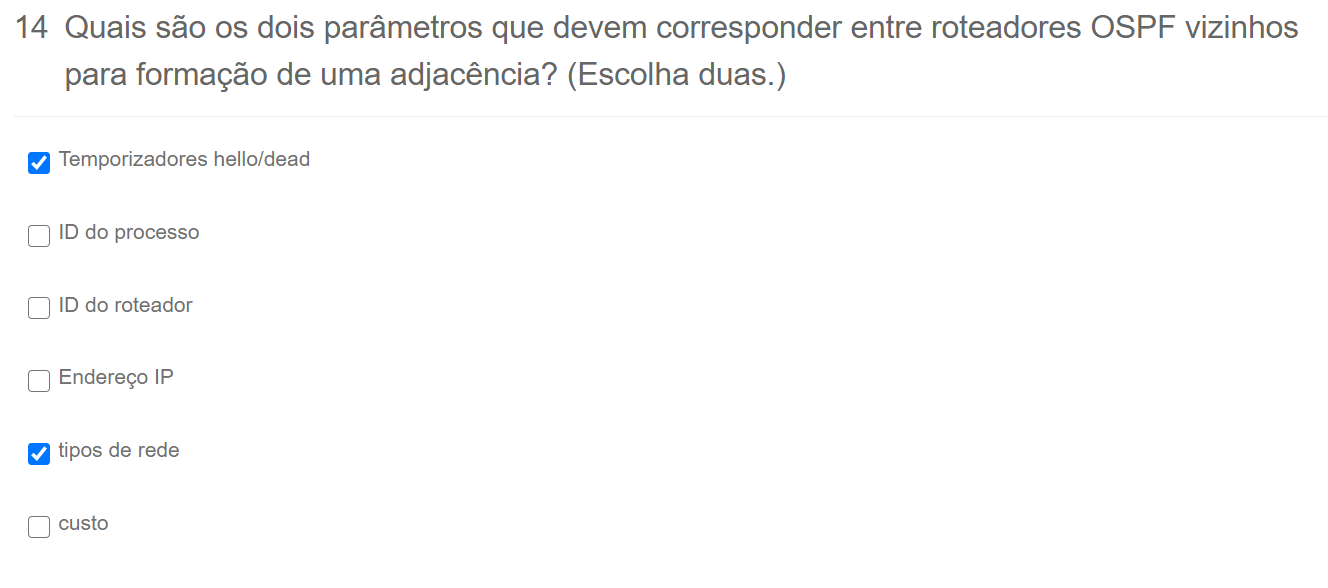 14 Quais são os dois parâmetros que devem corresponder entre roteadores OSPF vizinhos
para formação de uma adjacência? (Escolha duas.)
Temporizadores hello/dead
ID do processo
ID do roteador
Endereço IP
tipos de rede
custo